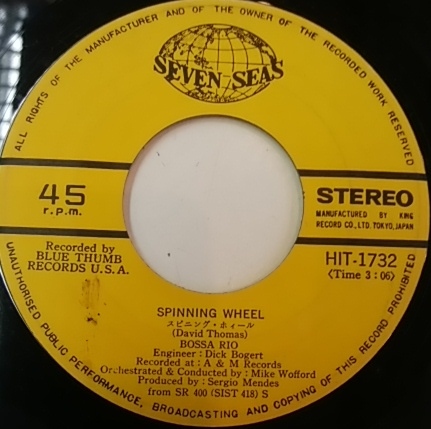 ALL RIGHTS OF THE MANUFACTURER AND OF THE OWNER OF THE RECORDED WORK RESERVED
SEVEN SEAS
45
r.p.m.
STEREO
MANUFACTURED BY KING
RECORD CO., LTD. TOKYO, JAPAN
Recorded by
BLUE THUMB
RECORDS U.S.A.
HIT-1732
(Time 3:06)
SPINNING WHEEL
スピニング・ホィール
(David Thomas)
BOSSA RIO
Engineer : Dick Bogert
Recorded at : A & M Records
Orchestrated & Conducted by : Mike Wofford
Produced by : Sergio Mendes
from SR 400 (SIST 418) S
UNAUTHORISED PUBLIC PERFORMANCE, BROADCASTING AND COPYING OF THIS RECORD PROHIBITED